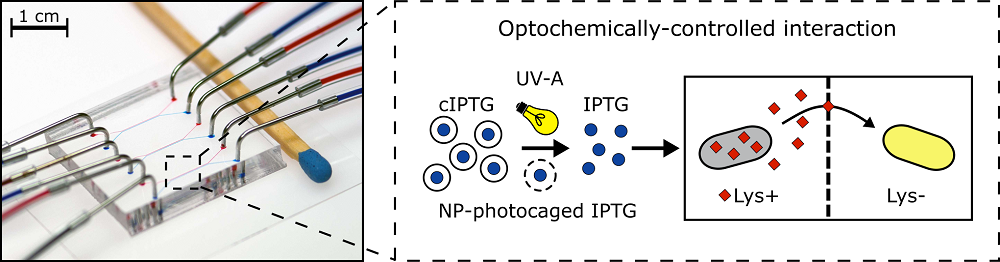 1 cm
Optochemically-controlled interaction
UV-A
cIPTG
IPTG
NP-photocaged IPTG
Lys+
Lys-